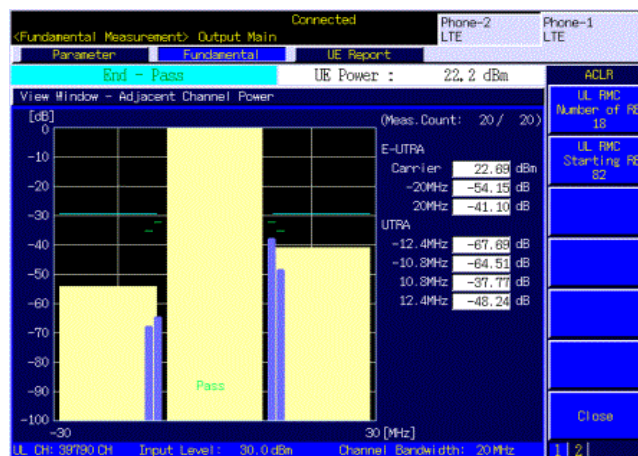 Connected
Phone-2
LTE
Phone-1
LTE
<Fundamental Measurement> Output Main
Parameter
Fundamental
UE Report
End - Pass
UE Power :
22.2 dBm
ACLR
View Window - Adjacent Channel Power
UL RMC
Number of RB
18
UL RMC
Starting RB
82
Close
1 2
[dB]
0
-10
-20
-30
-40
-50
-60
-70
-80
-90
-100
-30
30 [MHz]
Pass
(Meas.Count: 20/ 20)
E-UTRA
Carrier 22.69 dBm
-20MHz -54.15 dB
20MHz -41.10 dB
UTRA
-12.4MHz -67.69 dB
-10.8MHz -64.51 dB
10.8MHz -37.77 dB
12.4MHz -48.24 dB
UL CH: 39790 CH Input Level: 30.0 dBm Channel Bandwidth: 20 MHz